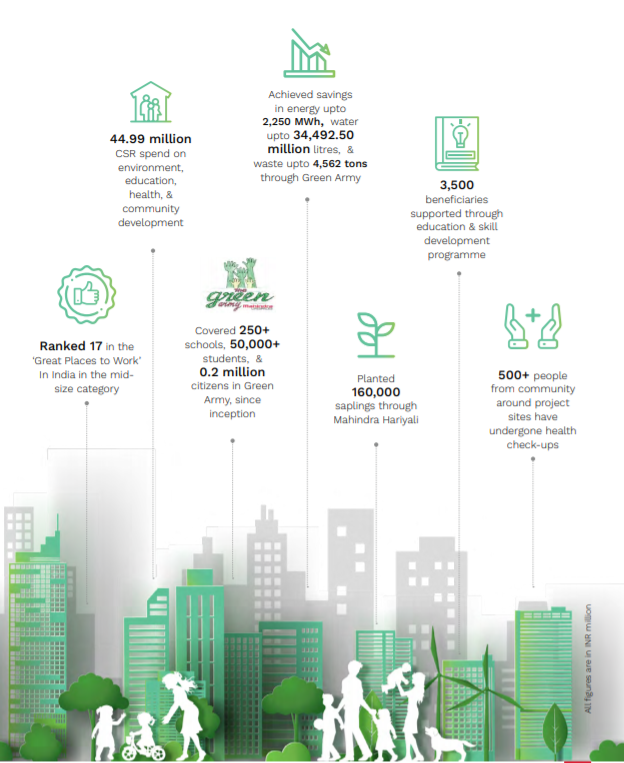 Achieved savings
in energy upto
2,250 MWh, water
upto 34,492.50
million litres, &
waste upto 4,562 tons
through Green Army
44.99 million
CSR spend on
environment,
education,
health, &
community
development
3,500
beneficiaries
supported through
education & skill
development
programme
the
green
army mahindra
Ranked 17 in the
‘Great Places to Work’
In India in the mid-
size category
Covered 250+
schools, 50,000+
students, &
0.2 million
citizens in Green
Army, since
inception
Planted
160,000
saplings through
Mahindra Hariyali
500+ people
from community
around project
sites have
undergone health
check-ups
All figures are in INR million